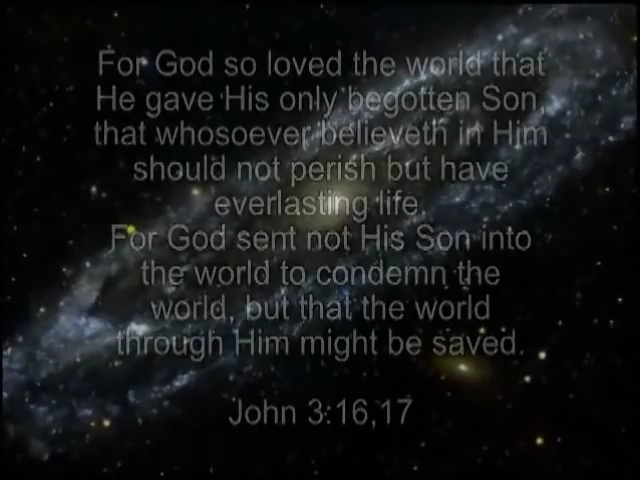 For God so loved the world that
He gave His only begotten Son,
that whosoever believeth in Him
should not perish but have
everlasting life.
For God sent not His Son into
the world to condemn the
world, but that the world
through Him might be saved.
John 3:16,17